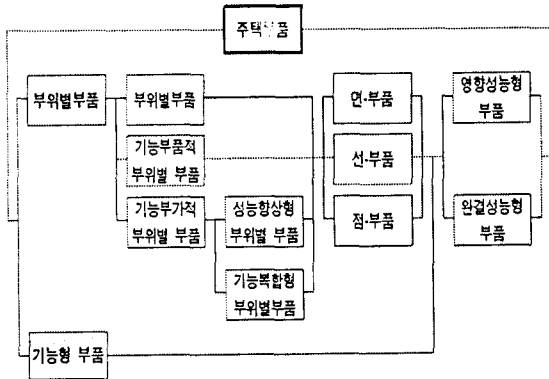 주택부품
부위별부품
부위별부품
면·부품
영향성능형
부품
기능부품적
부위별 부품
선·부품
기능부가적
부위별 부품
성능향상형
부위별 부품
점·부품
완결성능형
부품
기능복합형
부위별부품
기능형 부품